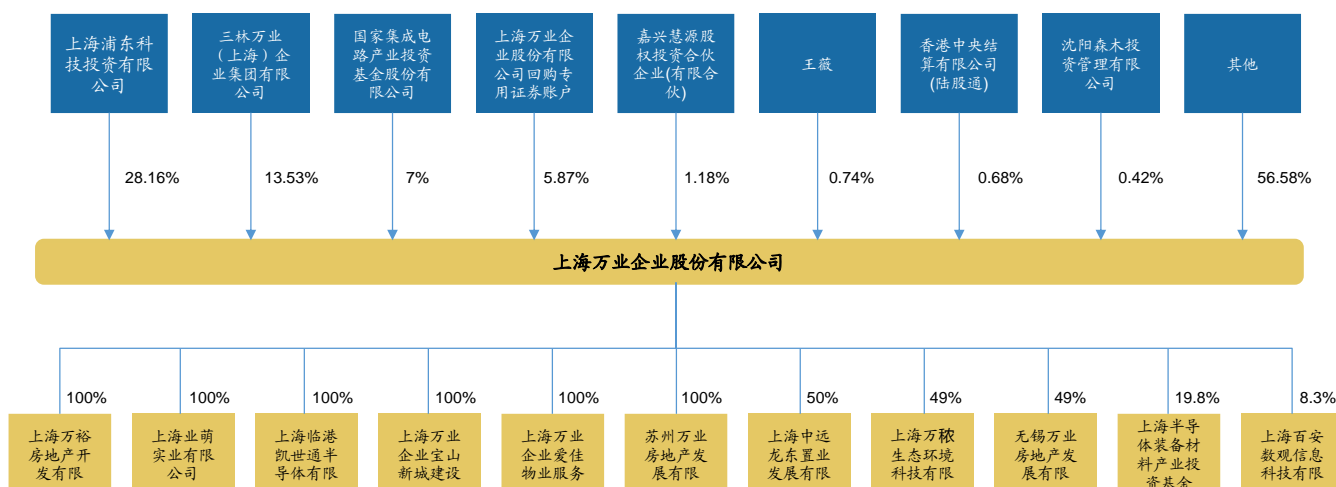 上海浦东科
技投资有限
公司
三林万业
（上海）企
业集团有限
公司
国家集成电
路产业投资
基金股份有
限公司
上海万业企
业股份有限
公司回购专
用证券账户
嘉兴慧源股
权投资合伙
企业(有限合
伙)
王薇
香港中央结
算有限公司
(陆股通)
沈阳森木投
资管理有限
公司
其他
28.16%
13.53%
7%
5.87%
1.18%
0.74%
0.68%
0.42%
56.58%
上海万业企业股份有限公司
100%
100%
100%
100%
100%
100%
50%
49%
49%
19.8%
8.3%
上海万裕
房地产开
发有限
上海业萌
实业有限
公司
上海临港
凯世通半
导体有限
上海万业
企业宝山
新城建设
上海万业
企业爱佳
物业服务
苏州万业
房地产发
展有限
上海中远
龙东置业
发展有限
上海万秾
生态环境
科技有限
无锡万业
房地产发
展有限
上海半导
体装备材
料产业投
资基金
上海百安
数观信息
科技有限